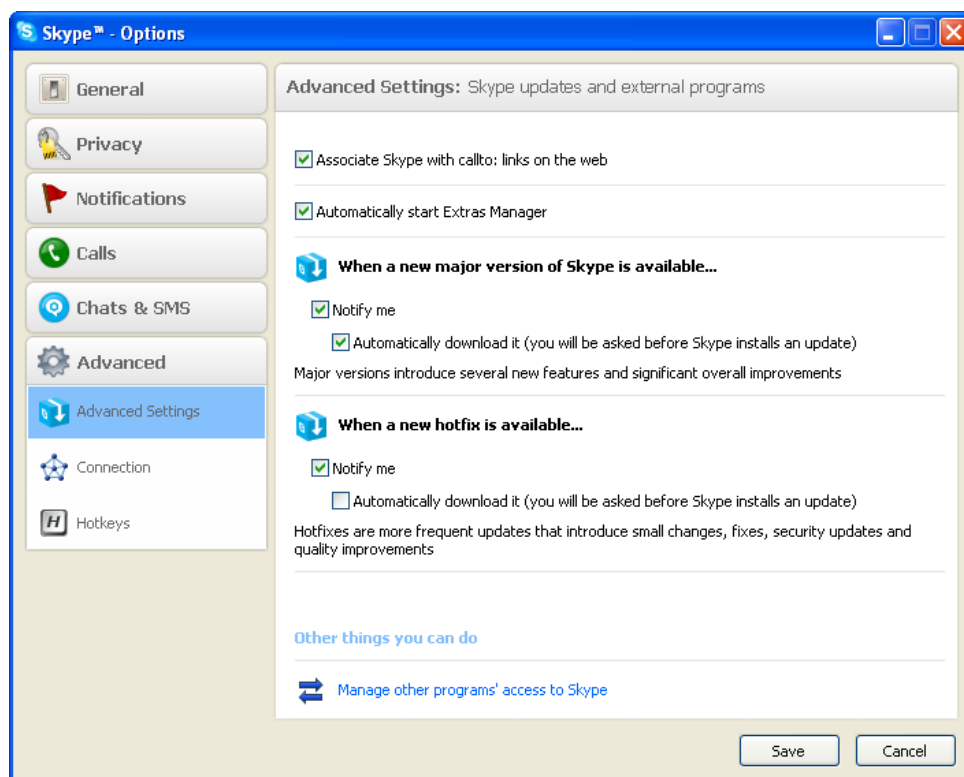 Skype™ - Options
General
Privacy
Notifications
Calls
Chats & SMS
Advanced
Advanced Settings
Connection
Hotkeys
Advanced Settings: Skype updates and external programs
Associate Skype with callto: links on the web
Automatically start Extras Manager
When a new major version of Skype is available...
Notify me
Automatically download it (you will be asked before Skype installs an update)
Major versions introduce several new features and significant overall improvements
When a new hotfix is available...
Notify me
Automatically download it (you will be asked before Skype installs an update)
Hotfixes are more frequent updates that introduce small changes, fixes, security updates and
quality improvements
Other things you can do
Manage other programs' access to Skype
Save
Cancel